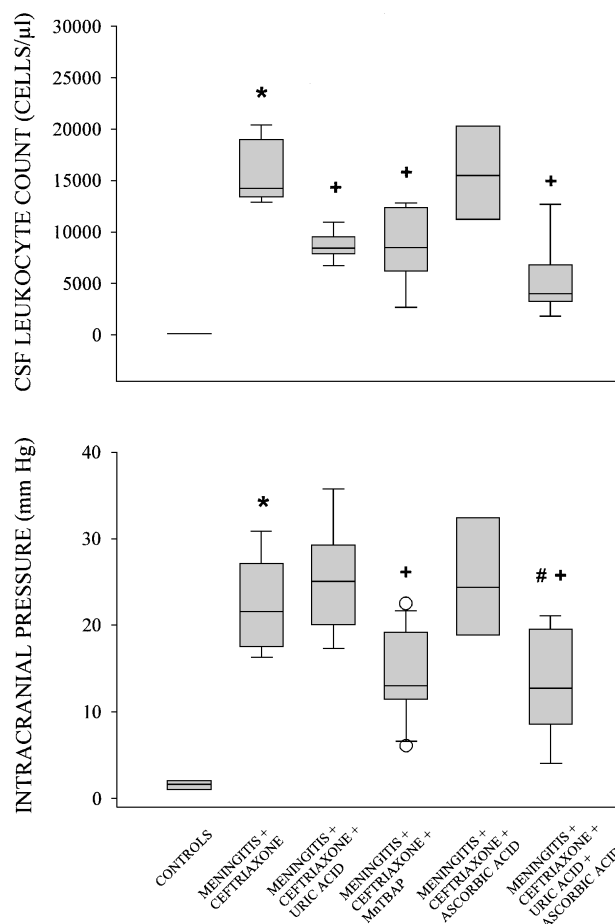 CSF LEUKOCYTE COUNT (CELLS/µl)
30000
25000
20000
15000
10000
5000
0
*
+
+
+
INTRACRANIAL PRESSURE (mm Hg)
40
30
20
10
0
*
+
# +
CONTROLS
MENINGITIS +
CEFTRIAXONE
MENINGITIS +
CEFTRIAXONE +
URIC ACID
MENINGITIS +
CEFTRIAXONE +
MnTBAP
MENINGITIS +
CEFTRIAXONE +
ASCORBIC ACID
MENINGITIS +
CEFTRIAXONE +
URIC ACID +
ASCORBIC ACID